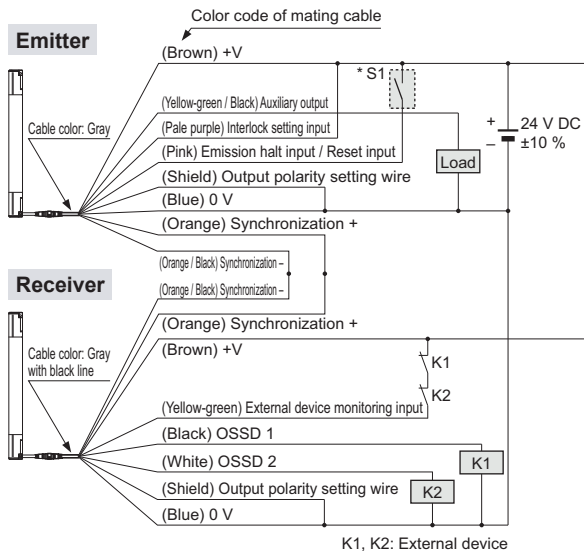 Color code of mating cable
Emitter
(Brown) +V
* S1
(Yellow-green / Black) Auxiliary output
Cable color: Gray
(Pale purple) Interlock setting input
(Pink) Emission halt input / Reset input
+
–
24 V DC
±10 %
Load
(Shield) Output polarity setting wire
(Blue) 0 V
(Orange) Synchronization +
(Orange / Black) Synchronization –
Receiver
(Orange / Black) Synchronization –
(Orange) Synchronization +
(Brown) +V
Cable color: Gray
with black line
K1
K2
(Yellow-green) External device monitoring input
(Black) OSSD 1
K1
(White) OSSD 2
K2
(Shield) Output polarity setting wire
(Blue) 0 V
K1, K2: External device